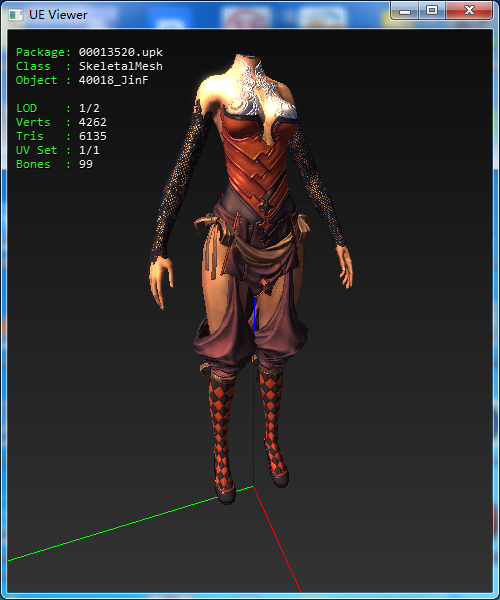 UE Viewer
Package: 00013520.upk
Class : SkeletalMesh
Object : 40018_JinF
LOD : 1/2
Verts : 4262
Tris : 6135
UV Set : 1/1
Bones : 99